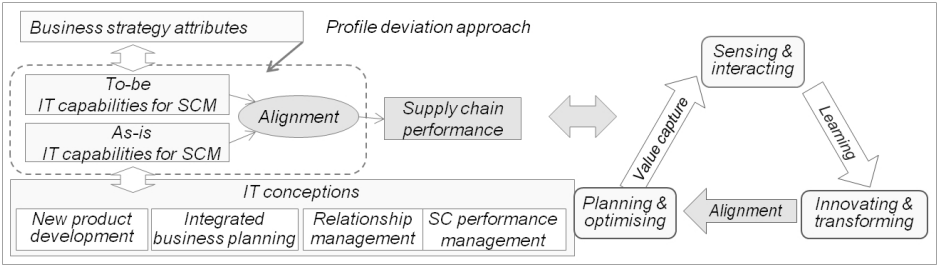 Business strategy attributes
Profile deviation approach
To-be
IT capabilities for SCM
As-is
IT capabilities for SCM
Alignment
Supply chain
performance
IT conceptions
New product
development
Integrated
business planning
Relationship
management
SC performance
management
Sensing &
interacting
Value capture
Learning
Planning &
optimising
Alignment
Innovating &
transforming